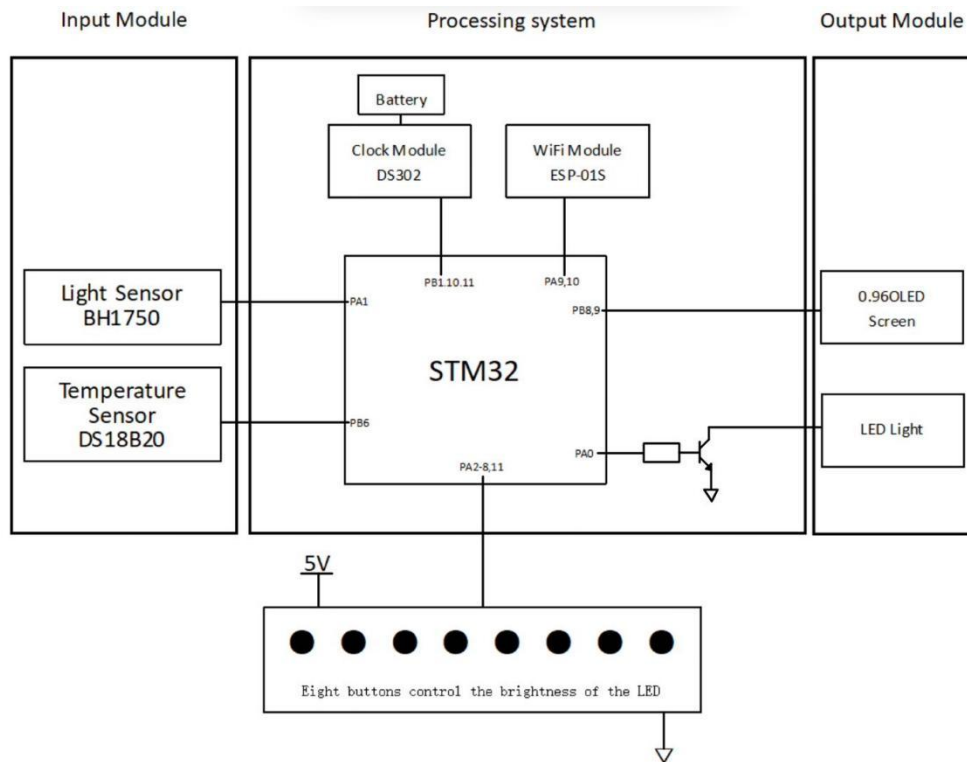 Input Module
Processing system
Output Module
Battery
Clock Module
DS302
WiFi Module
ESP-01S
Light Sensor
BH1750
Temperature
Sensor
DS18B20
PB1.10.11
PA9,10
PA1
PB8,9
STM32
PB6
PA0
PA2-8,11
0.96OLED
Screen
LED Light
5V
Eight buttons control the brightness of the LED